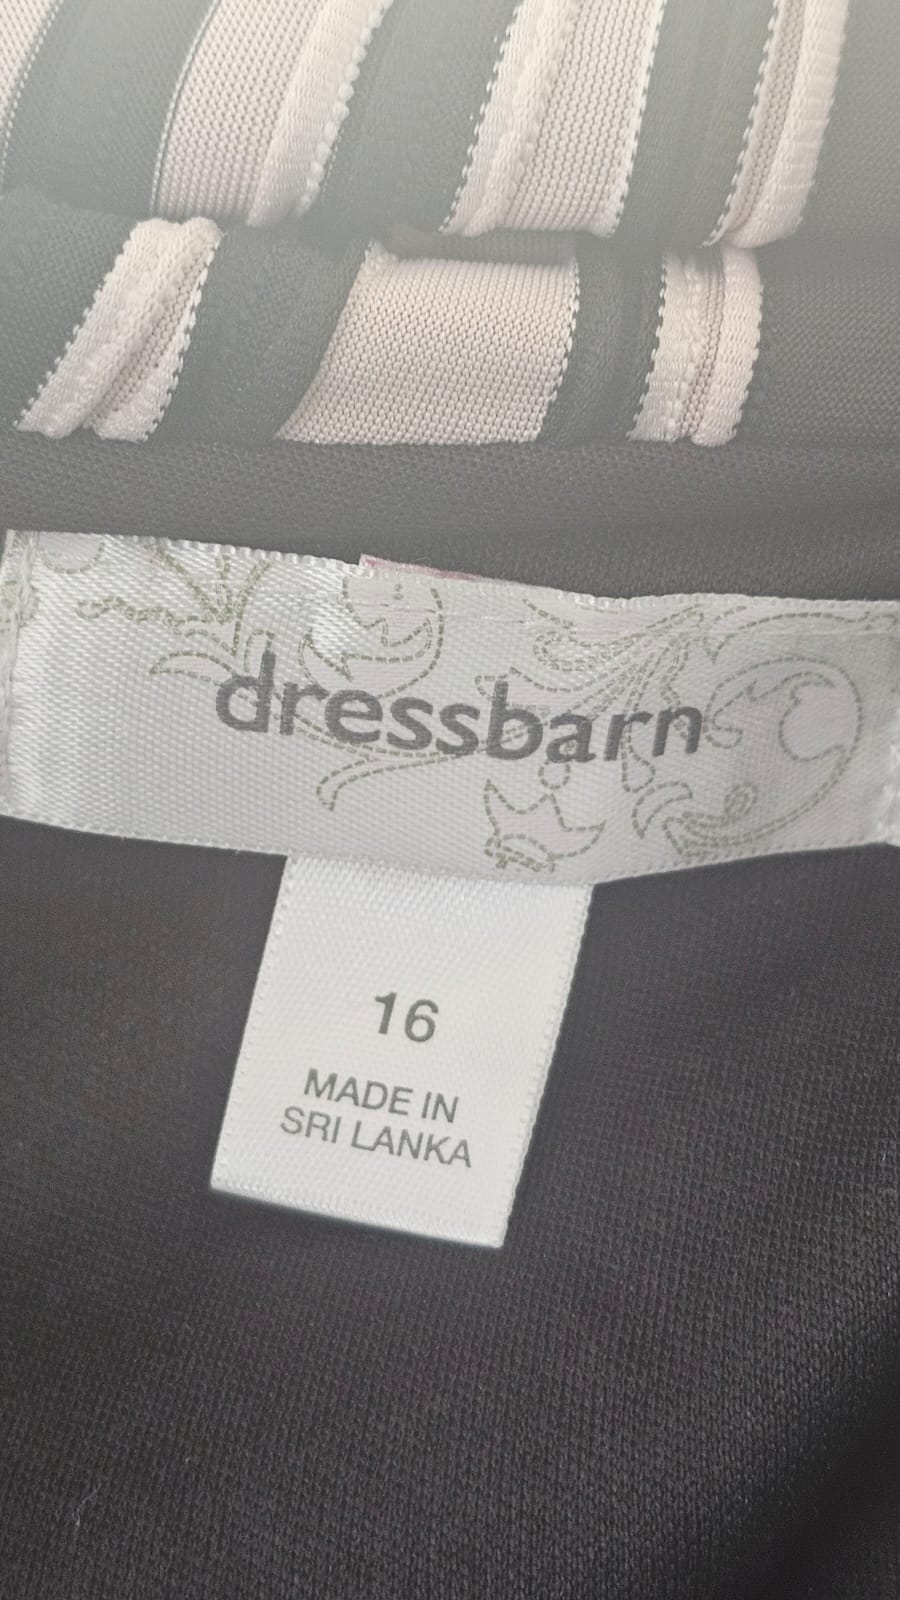 dressbarn
16
MADE IN
SRI LANKA